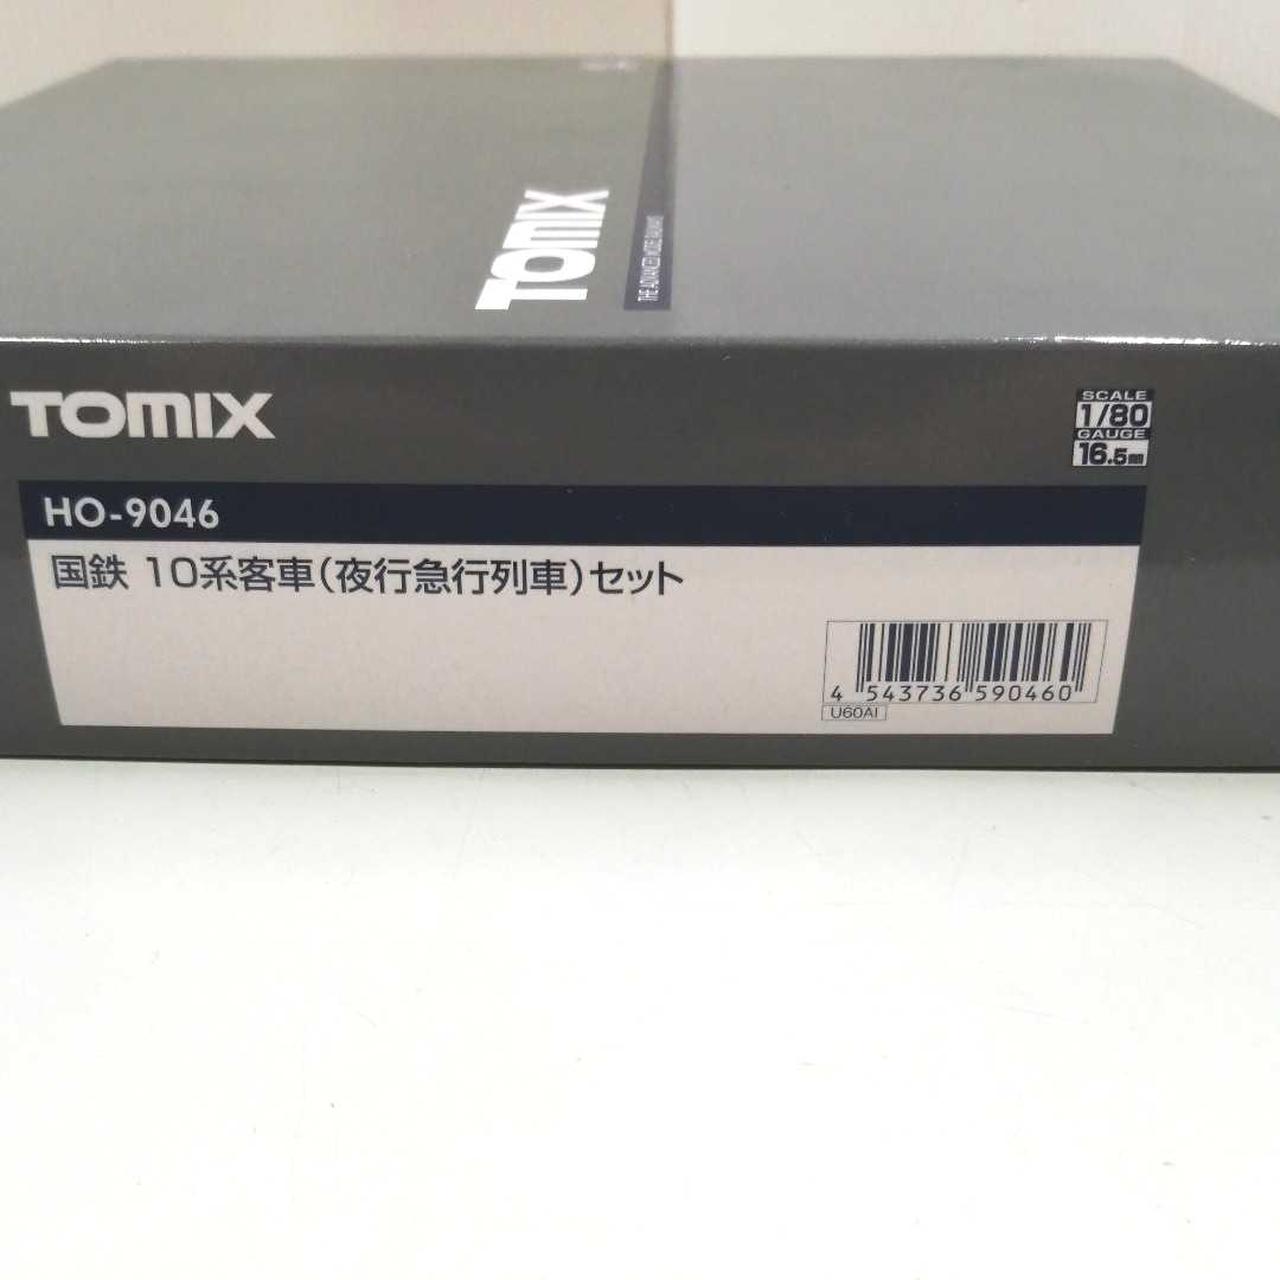 TOMIX
THE ADVANCED MODEL RAILWAYS
TOMIX
SCALE
1/80
GAUGE
16.5mm
HO-9046
国鉄 10系客車(夜行急行列車)セット
4 543736 590460
U60AI